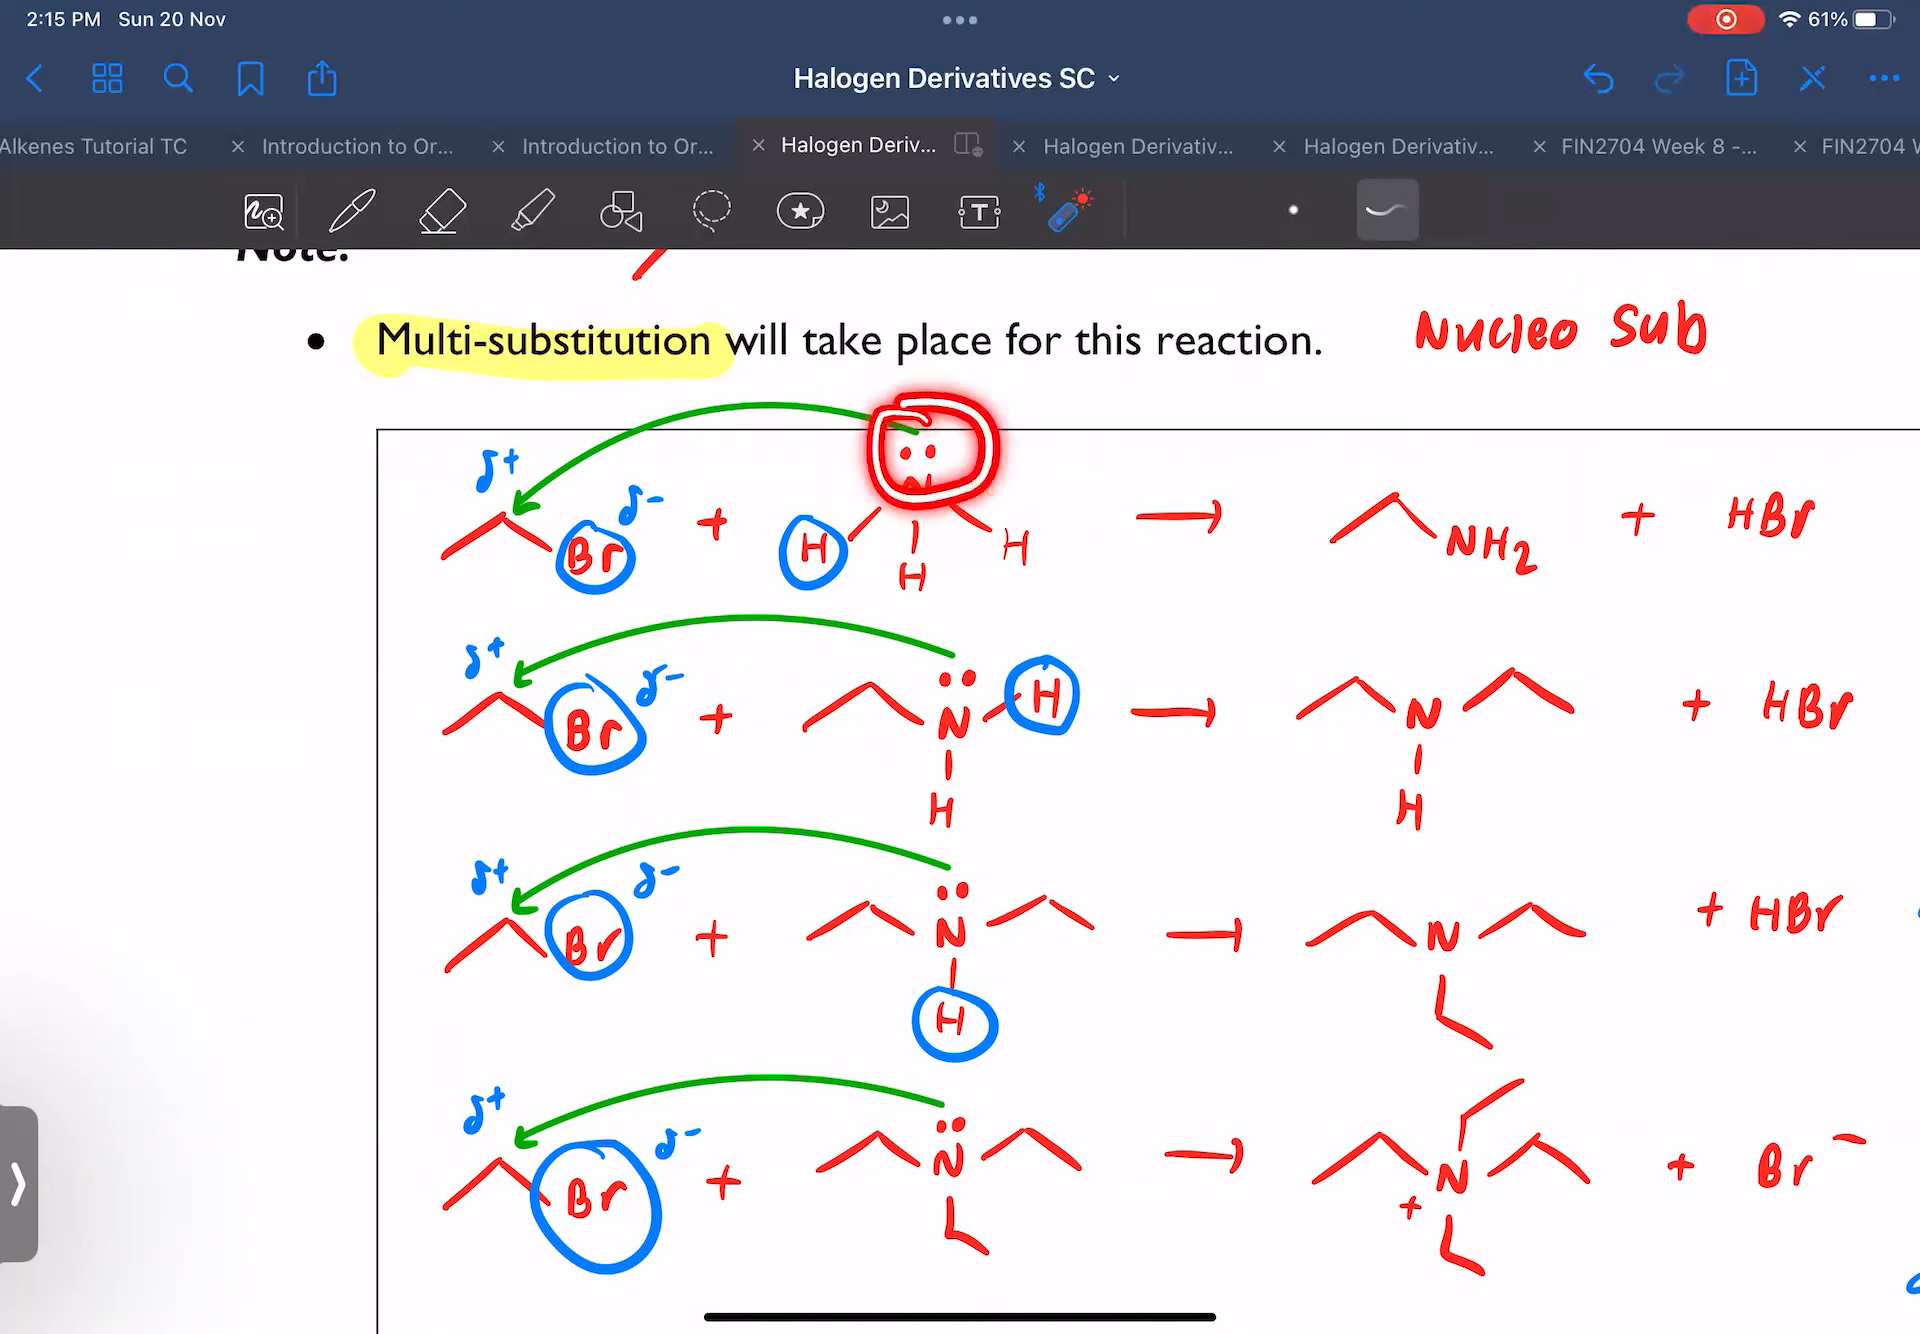 2:15 PM Sun 20 Nov 61%
Halogen Derivatives SC
Alkenes Tutorial TC Introduction to Or... Introduction to Or... Halogen Deriv... Halogen Derivativ... Halogen Derivativ... FIN2704 Week 8 -... FIN2704 W
Note:
• Multi-substitution will take place for this reaction. Nucleo Sub
δ+ Br δ- + H N H H → NH2 + HBr
δ+ Br δ- + N H H → N H + HBr
δ+ Br δ- + N H → N + HBr
δ+ Br δ- + N → N+ + Br-